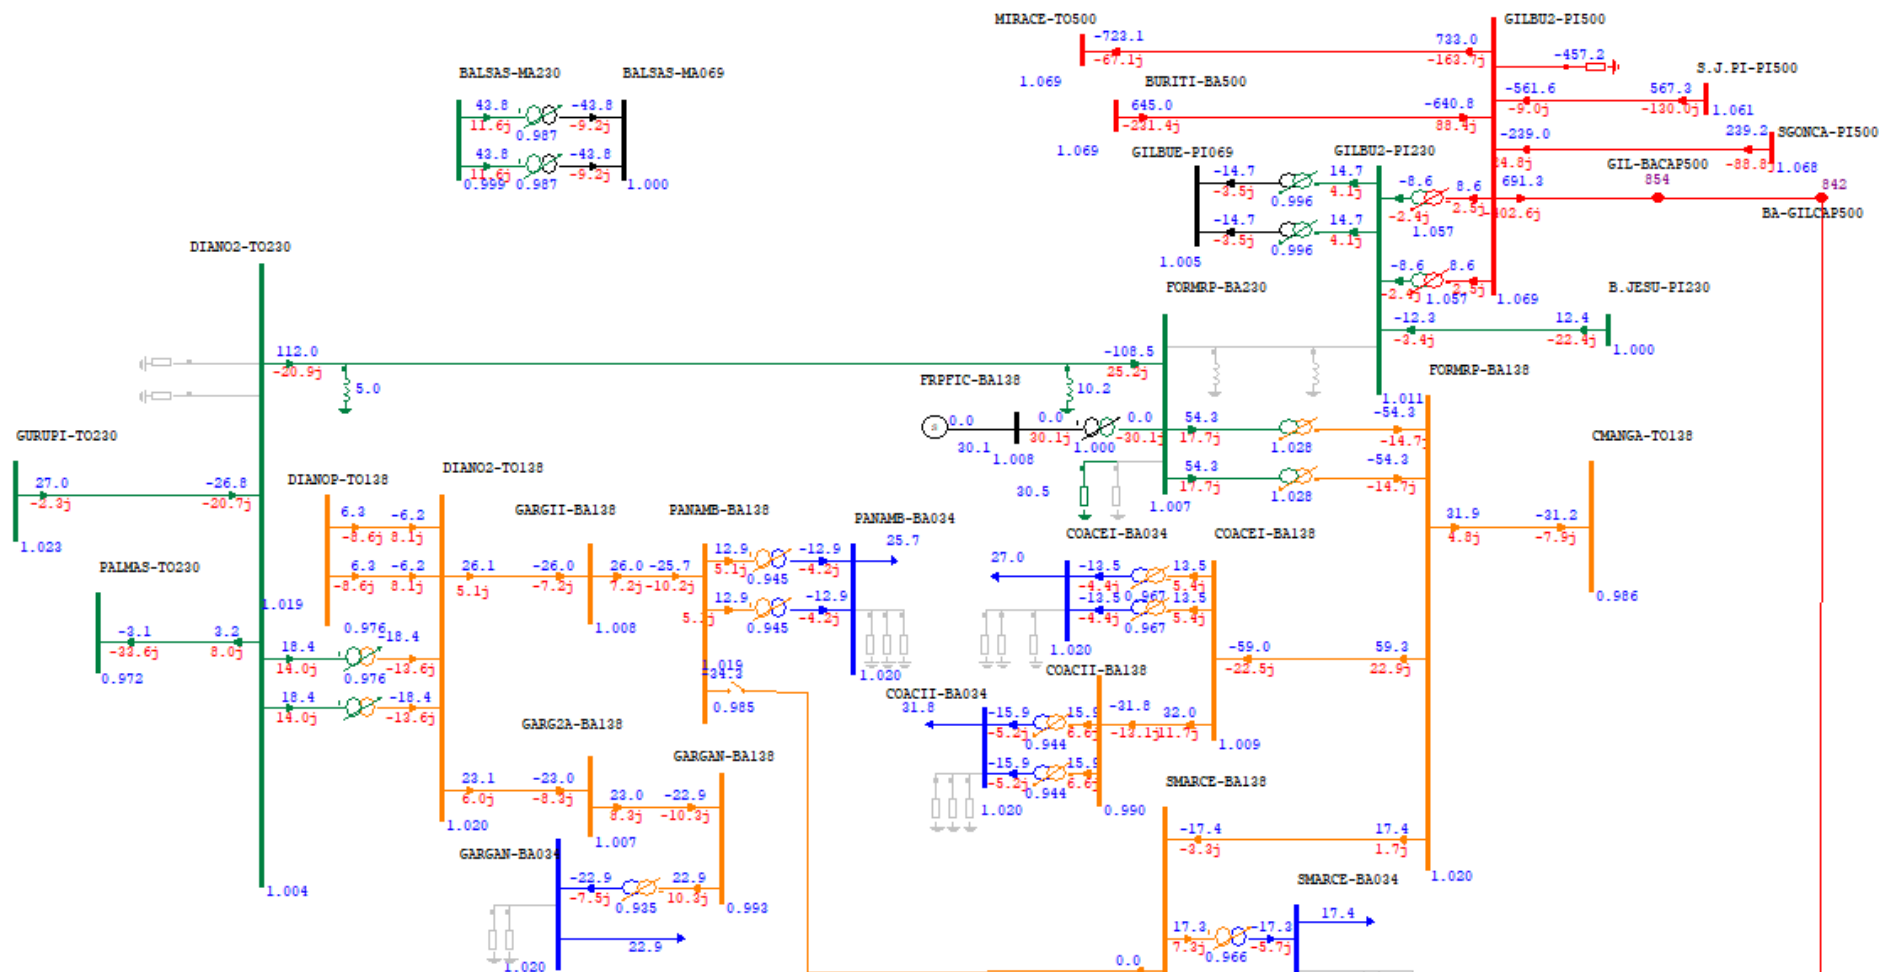 MIRACE-TO500
GILBU2-PI500
-723.1
733.0
-67.1j
-163.7j
-457.2
S.J.PI-PI500
BALSAS-MA230
BALSAS-MA069
1.069
BURITI-BA500
-561.6
567.3
-9.0j
-130.0j
1.061
43.8
-43.8
11.6j
-9.2j
0.987
645.0
-640.8
-231.4j
88.4j
-239.0
239.2
SGONCA-PI500
24.8j
-88.8j
1.068
1.069
GILBUE-PI069
GILBU2-PI230
GIL-BACAP500
43.8
-43.8
11.6j
-9.2j
0.999
0.987
1.000
-14.7
14.7
-3.5j
4.1j
0.996
-8.6
8.6
-2.4j
2.5j
1.057
691.3
854
842
BA-GILCAP500
-14.7
14.7
-3.5j
4.1j
0.996
1.005
DIANO2-TO230
FORMRP-BA230
-8.6
8.6
-2.4j
2.5j
1.057
1.069
B.JESU-PI230
-12.3
12.4
-3.4j
-22.4j
1.000
112.0
-108.5
-20.9j
25.2j
5.0
10.2
FRPFIC-BA138
FORMRP-BA138
1.011
0.0
0.0
0.0
30.1
30.1j
-30.1j
1.008
1.000
54.3
-54.3
17.7j
-14.7j
1.028
GURUPI-TO230
CMANGA-TO138
54.3
-54.3
17.7j
-14.7j
1.028
30.5
1.007
27.0
-26.8
-2.3j
-20.7j
1.023
DIANOP-TO138
DIANO2-TO138
6.3
-6.2
-8.6j
8.1j
GARGII-BA138
PANAMB-BA138
PANAMB-BA034
COACEI-BA034
COACEI-BA138
31.9
-31.2
4.8j
-7.9j
0.986
PALMAS-TO230
6.3
-6.2
-8.6j
8.1j
26.1
-26.0
5.1j
-7.2j
26.0
-25.7
7.2j
-10.2j
1.008
12.9
-12.9
5.1j
-4.2j
0.945
25.7
12.9
-12.9
-4.2j
0.945
27.0
-13.5
13.5
-4.4j
5.4j
0.967
-13.5
13.5
-4.4j
5.4j
0.967
1.019
-3.1
3.2
-33.6j
8.0j
0.972
0.976
18.4
-18.4
14.0j
-13.6j
0.976
18.4
-18.4
14.0j
-13.6j
1.019
-34.3
0.985
1.020
1.020
COACII-BA138
-59.0
59.3
-22.5j
22.9j
COACII-BA034
31.8
-15.9
15.9
-5.2j
6.6j
0.944
-31.8
32.0
-13.1j
11.7j
1.009
-15.9
15.9
-5.2j
6.6j
0.944
1.020
0.990
GARG2A-BA138
GARGAN-BA138
SMARCE-BA138
23.1
-23.0
6.0j
-8.3j
23.0
-22.9
8.3j
-10.3j
1.020
1.007
-17.4
17.4
-3.3j
1.7j
GARGAN-BA034
-22.9
22.9
-7.5j
10.3j
0.935
0.993
1.004
1.020
SMARCE-BA034
17.4
22.9
17.3
-17.3
7.3j
-5.7j
0.966
0.0
1.020